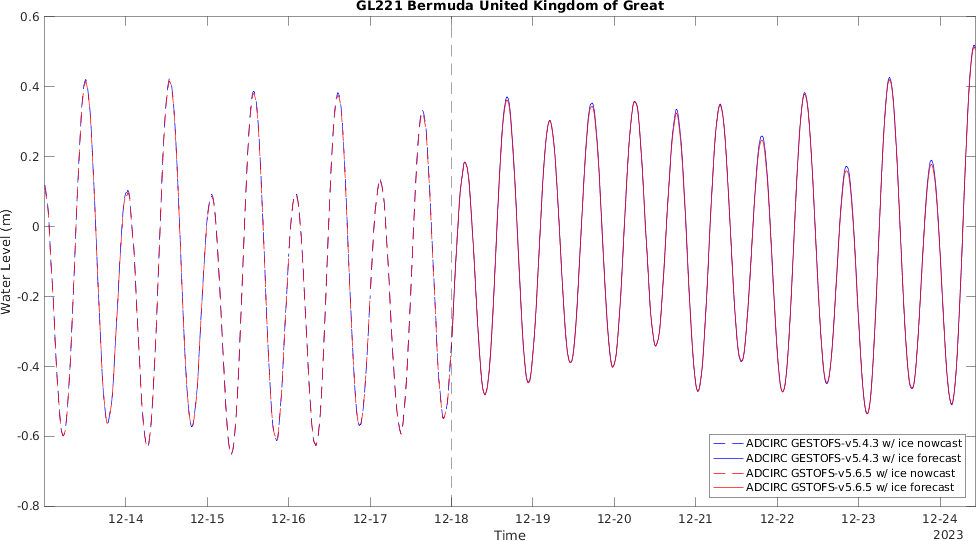 GL221 Bermuda United Kingdom of Great
0.6
0.4
0.2
0
-0.2
-0.4
-0.6
-0.8
Water Level (m)
ADCIRC GESTOFS-v5.4.3 w/ ice nowcast
ADCIRC GESTOFS-v5.4.3 w/ ice forecast
ADCIRC GSTOFS-v5.6.5 w/ ice nowcast
ADCIRC GSTOFS-v5.6.5 w/ ice forecast
12-14 12-15 12-16 12-17 12-18 12-19 12-20 12-21 12-22 12-23 12-24
Time
2023